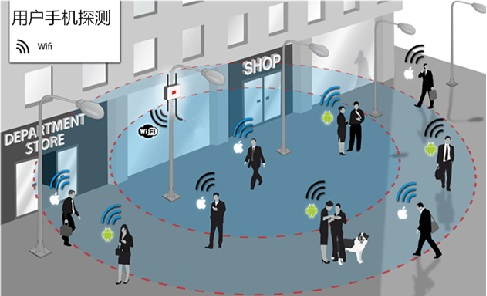 用户手机探测
Wifi
SHOP
WiFi
DEPARTMENT
STORE